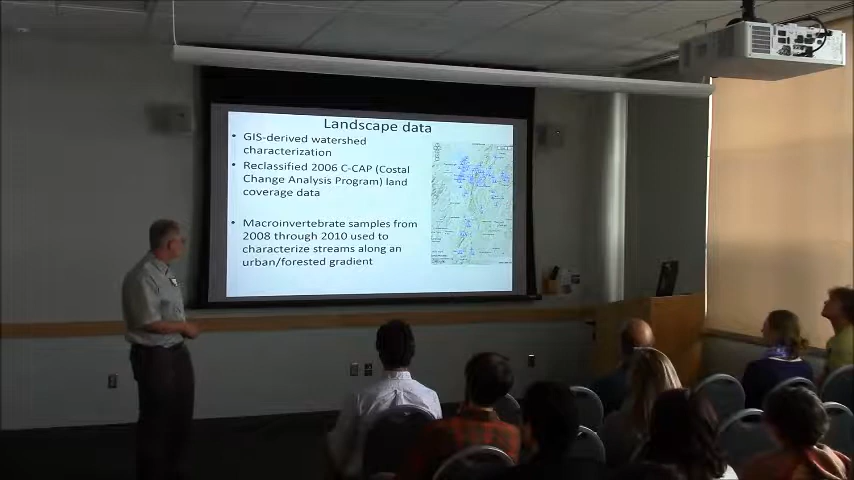 Landscape data
• GIS-derived watershed
characterization
• Reclassified 2006 C-CAP (Costal
Change Analysis Program) land
coverage data
• Macroinvertebrate samples from
2008 through 2010 used to
characterize streams along an
urban/forested gradient